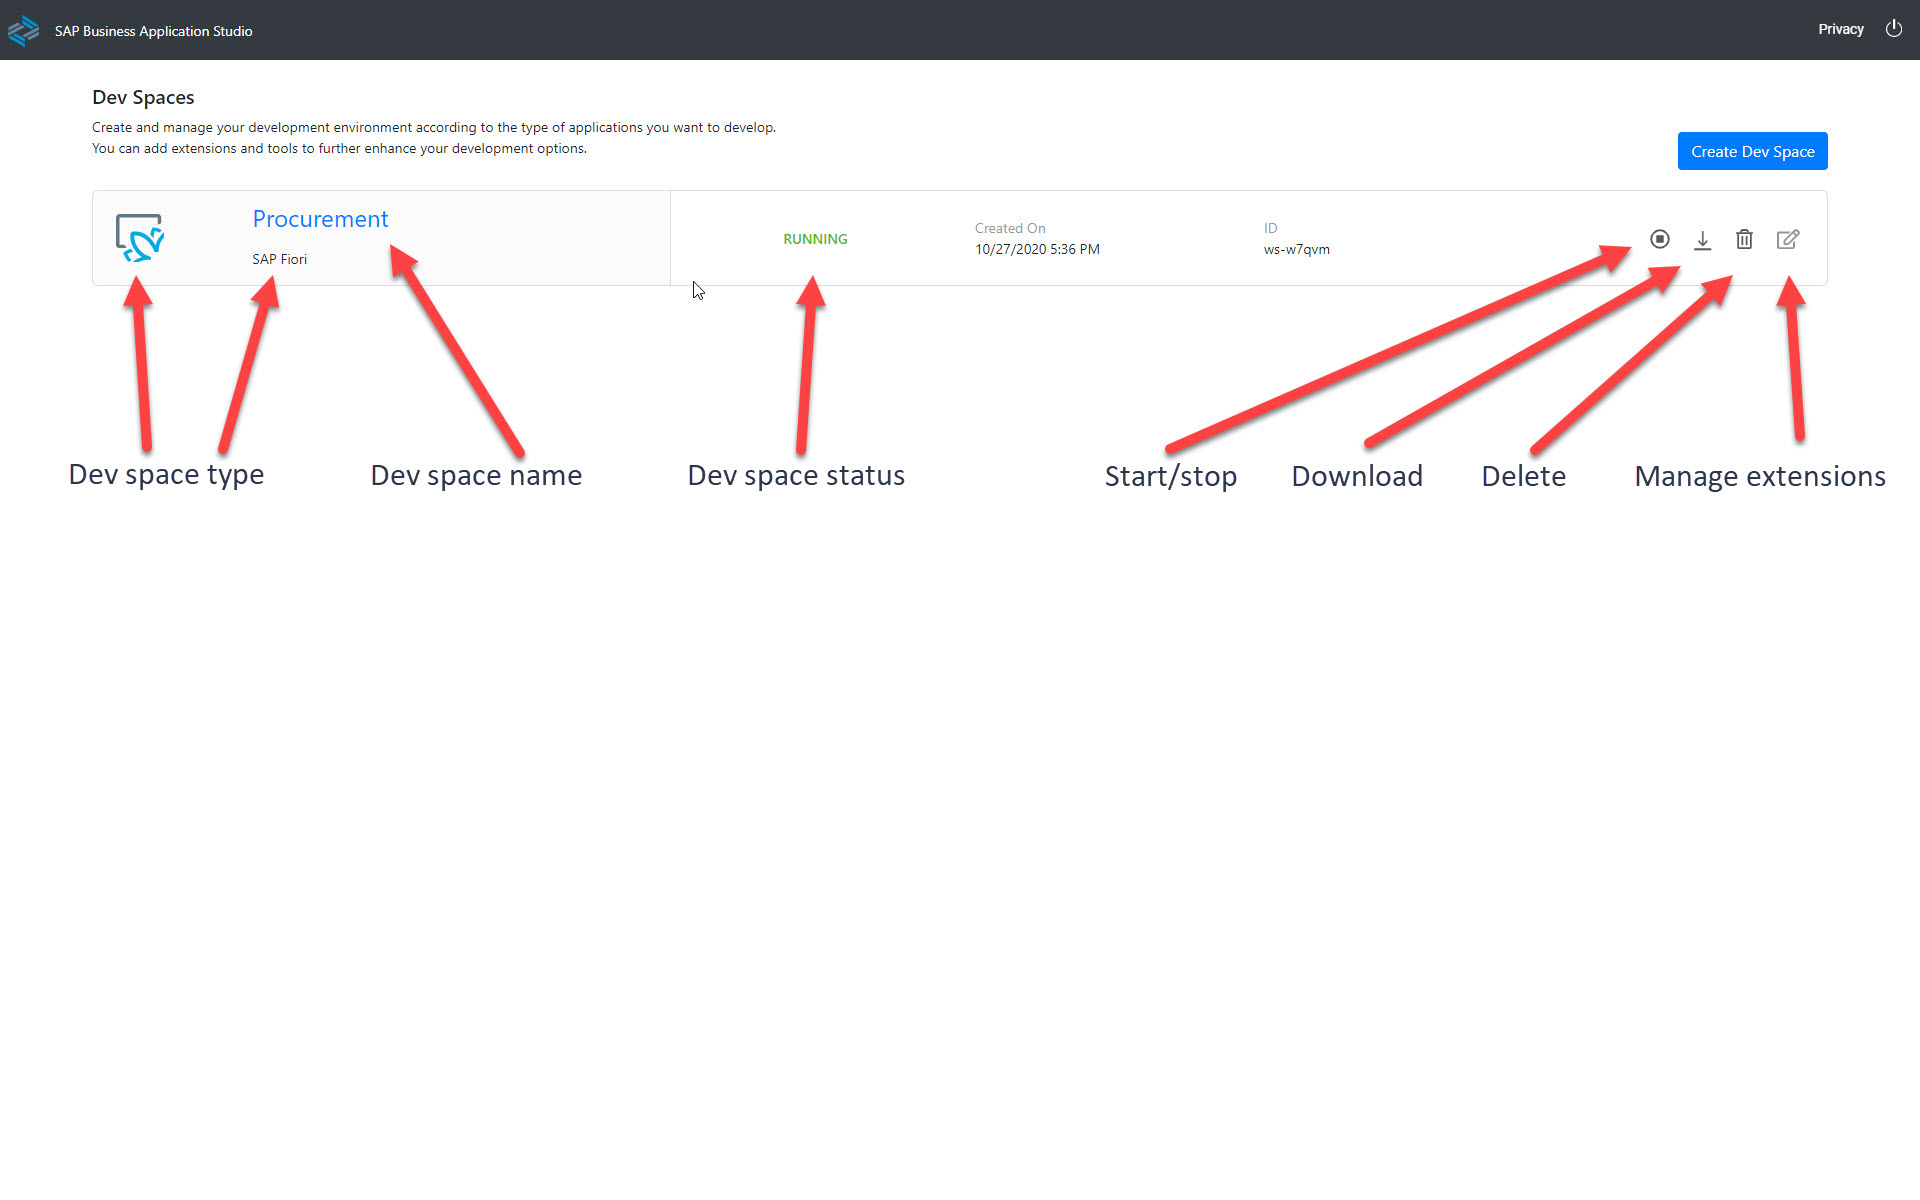 SAP Business Application Studio
Privacy
Dev Spaces
Create and manage your development environment according to the type of applications you want to develop.
You can add extensions and tools to further enhance your development options.
Create Dev Space
Procurement
SAP Fiori
RUNNING
Created On
10/27/2020 5:36 PM
ID
ws-w7qvm
Dev space type
Dev space name
Dev space status
Start/stop
Download
Delete
Manage extensions